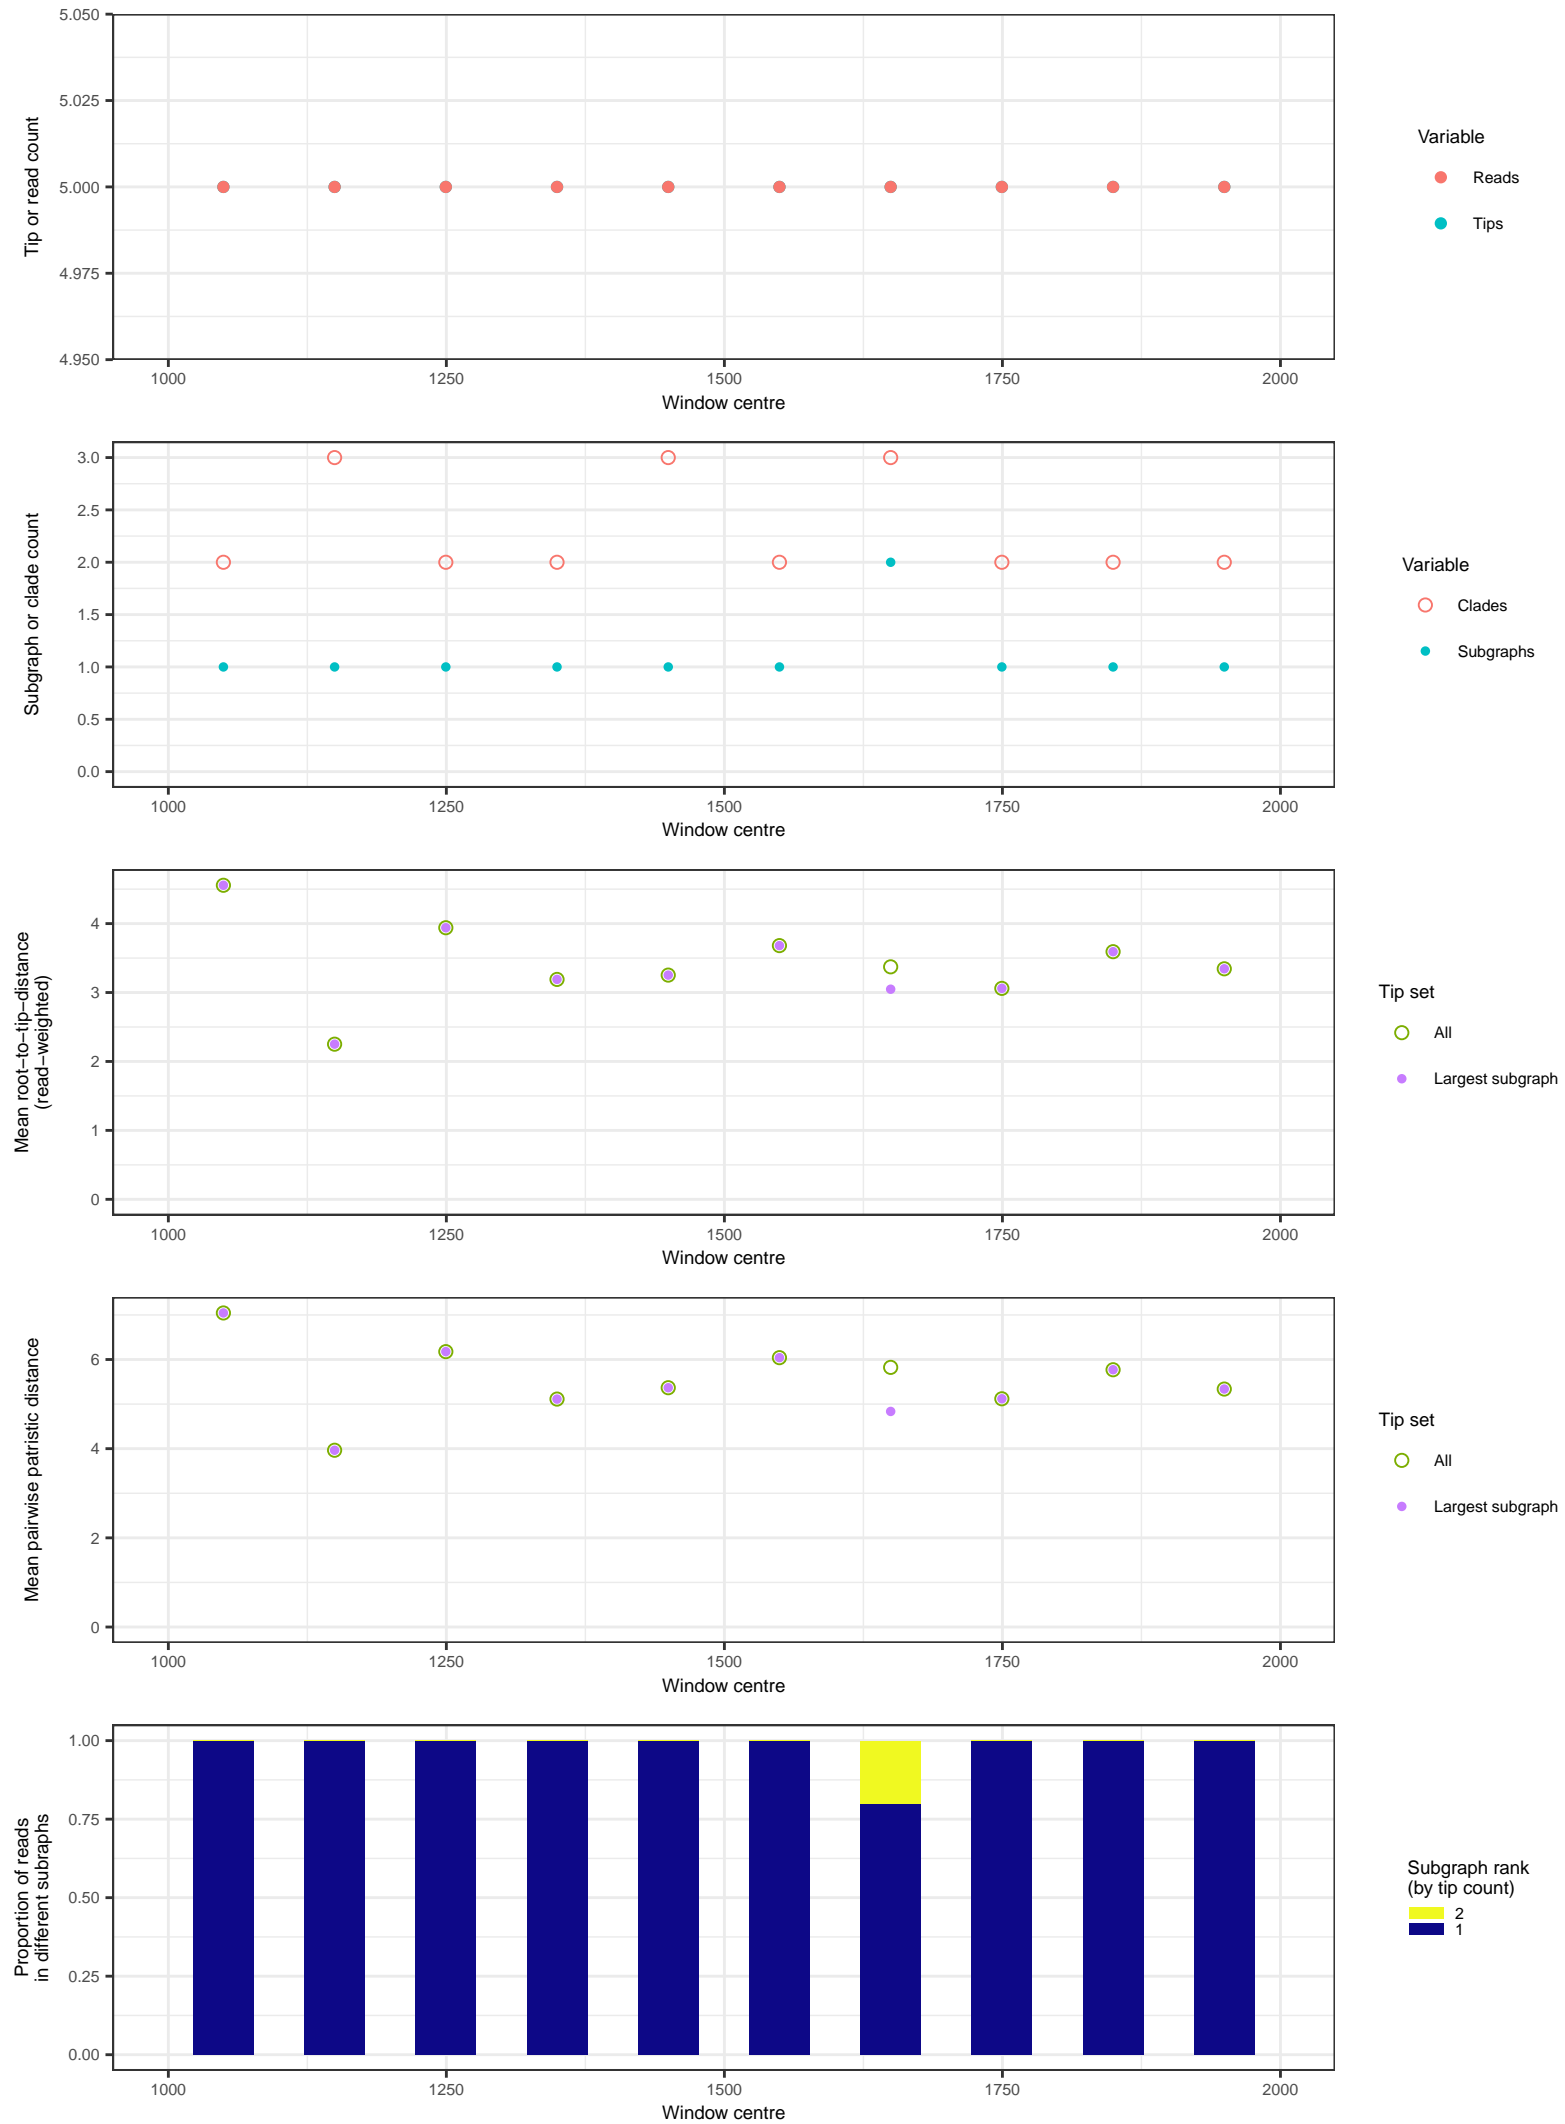 5.050
5.025
5.000
4.975
4.950
Tip or read count
1000 1250 1500 1750 2000
Window centre
Variable
Reads
Tips
3.0
2.5
2.0
1.5
1.0
0.5
0.0
Subgraph or clade count
1000 1250 1500 1750 2000
Window centre
Variable
Clades
Subgraphs
4
3
2
1
0
Mean root−to−tip−distance
(read−weighted)
1000 1250 1500 1750 2000
Window centre
Tip set
All
Largest subgraph
6
4
2
0
Mean pairwise patristic distance
1000 1250 1500 1750 2000
Window centre
Tip set
All
Largest subgraph
1.00
0.75
0.50
0.25
0.00
Proportion of reads
in different subraphs
1000 1250 1500 1750 2000
Window centre
Subgraph rank
(by tip count)
2
1